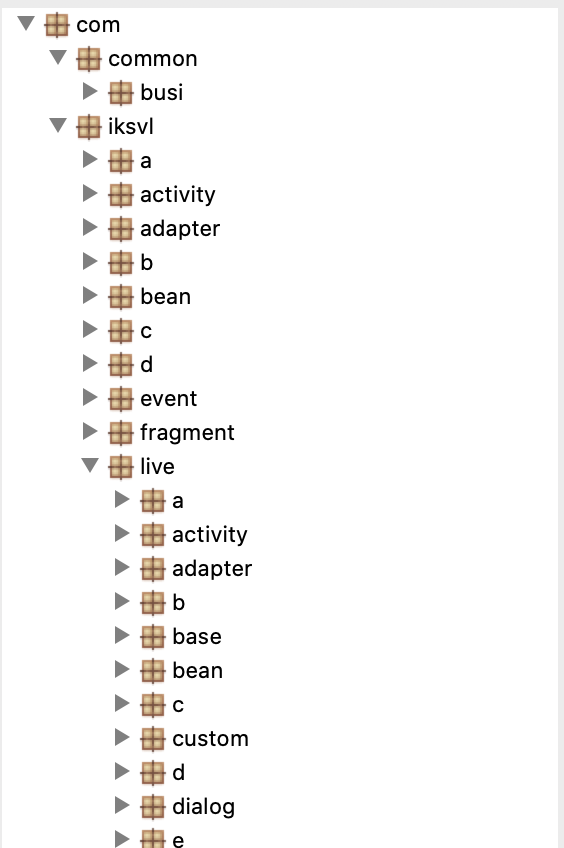 com
common
busi
iksvl
a
activity
adapter
b
bean
c
d
event
fragment
live
a
activity
adapter
b
base
bean
c
custom
d
dialog
e